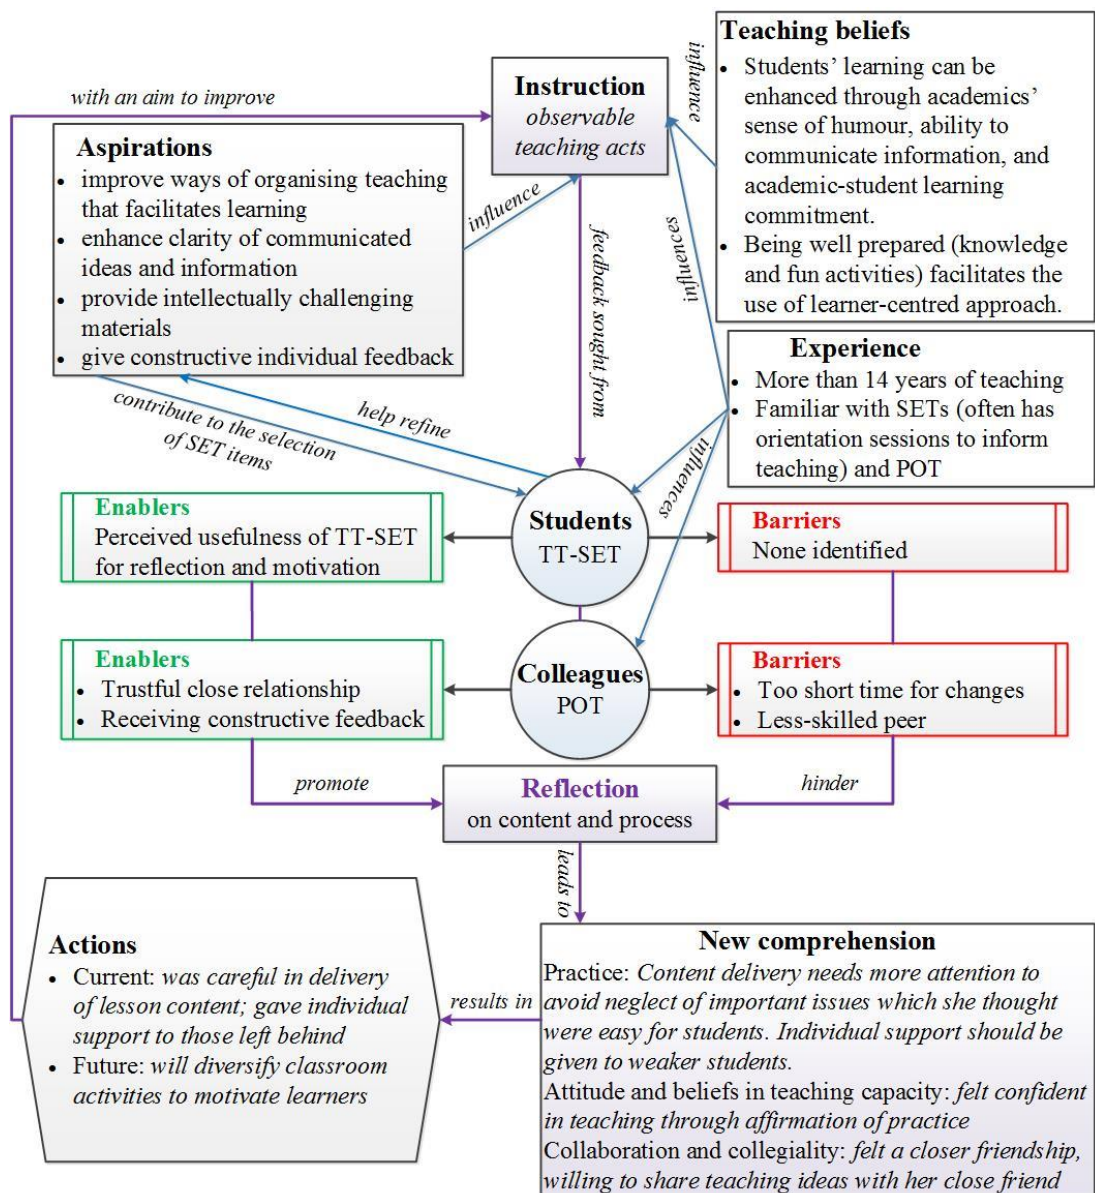 with an aim to improve
Instruction
observable
teaching acts
influence
Teaching beliefs
• Students’ learning can be
enhanced through academics’
sense of humour, ability to
communicate information, and
academic-student learning
commitment.
• Being well prepared (knowledge
and fun activities) facilitates the
use of learner-centred approach.
Aspirations
• improve ways of organising teaching
that facilitates learning
• enhance clarity of communicated
ideas and information
• provide intellectually challenging
materials
• give constructive individual feedback
influence
feedback sought from
influences
Experience
• More than 14 years of teaching
• Familiar with SETs (often has
orientation sessions to inform
teaching) and POT
contribute to the selection
of SET items
help refine
influences
Enablers
Perceived usefulness of TT-SET
for reflection and motivation
Students
TT-SET
Barriers
None identified
Enablers
• Trustful close relationship
• Receiving constructive feedback
Colleagues
POT
Barriers
• Too short time for changes
• Less-skilled peer
promote
Reflection
on content and process
hinder
leads to
Actions
• Current: was careful in delivery
of lesson content; gave individual
support to those left behind
• Future: will diversify classroom
activities to motivate learners
results in
New comprehension
Practice: Content delivery needs more attention to
avoid neglect of important issues which she thought
were easy for students. Individual support should be
given to weaker students.
Attitude and beliefs in teaching capacity: felt confident
in teaching through affirmation of practice
Collaboration and collegiality: felt a closer friendship,
willing to share teaching ideas with her close friend